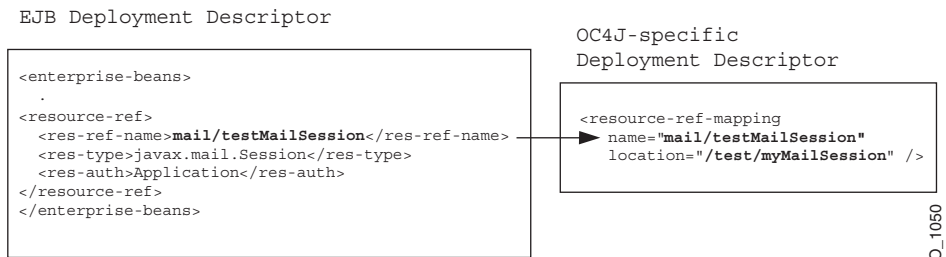 EJB Deployment Descriptor
<enterprise-beans>
.
<resource-ref>
<res-ref-name>mail/testMailSession</res-ref-name>
<res-type>javax.mail.Session</res-type>
<res-auth>Application</res-auth>
</resource-ref>
</enterprise-beans>
OC4J-specific
Deployment Descriptor
<resource-ref-mapping
name="mail/testMailSession"
location="/test/myMailSession" />
O_1050